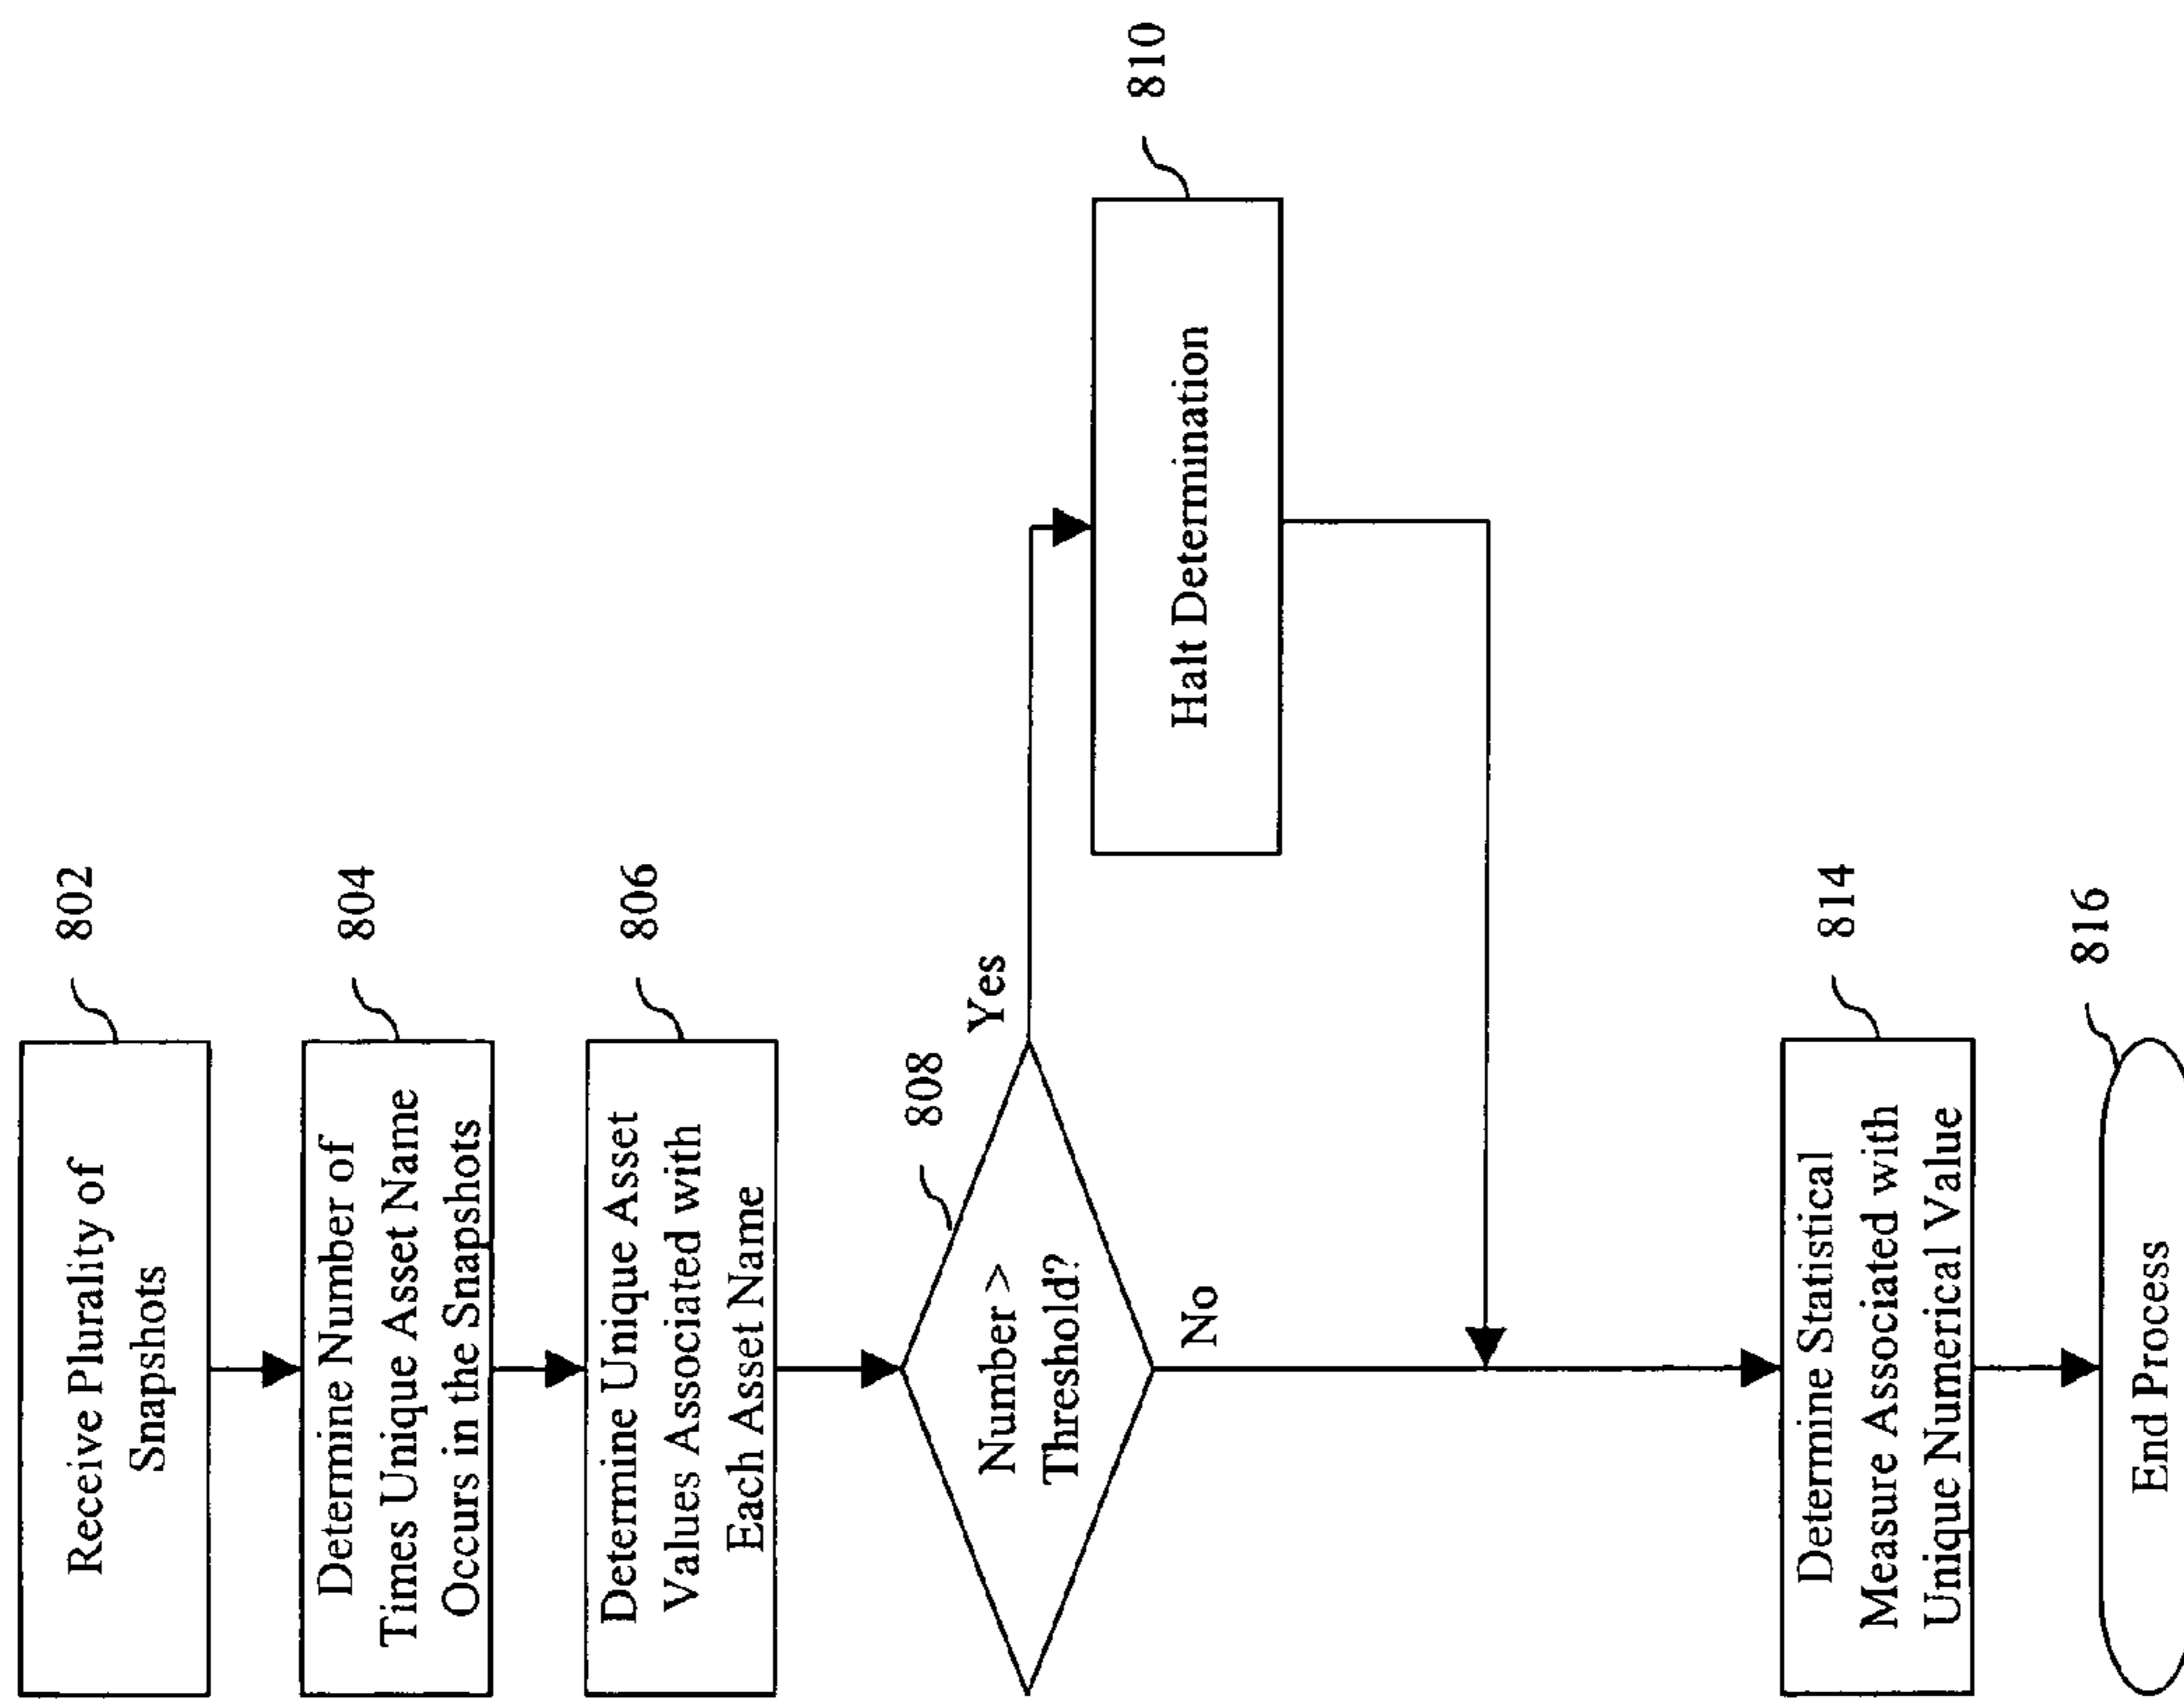 802
Receive Plurality of
Snapshots
804
Determine Number of
Times Unique Asset Name
Occurs in the Snapshots
806
Determine Unique Asset
Values Associated with
Each Asset Name
808
Number >
Threshold?
Yes
No
810
Halt Determination
814
Determine Statistical
Measure Associated with
Unique Numerical Value
816
End Process